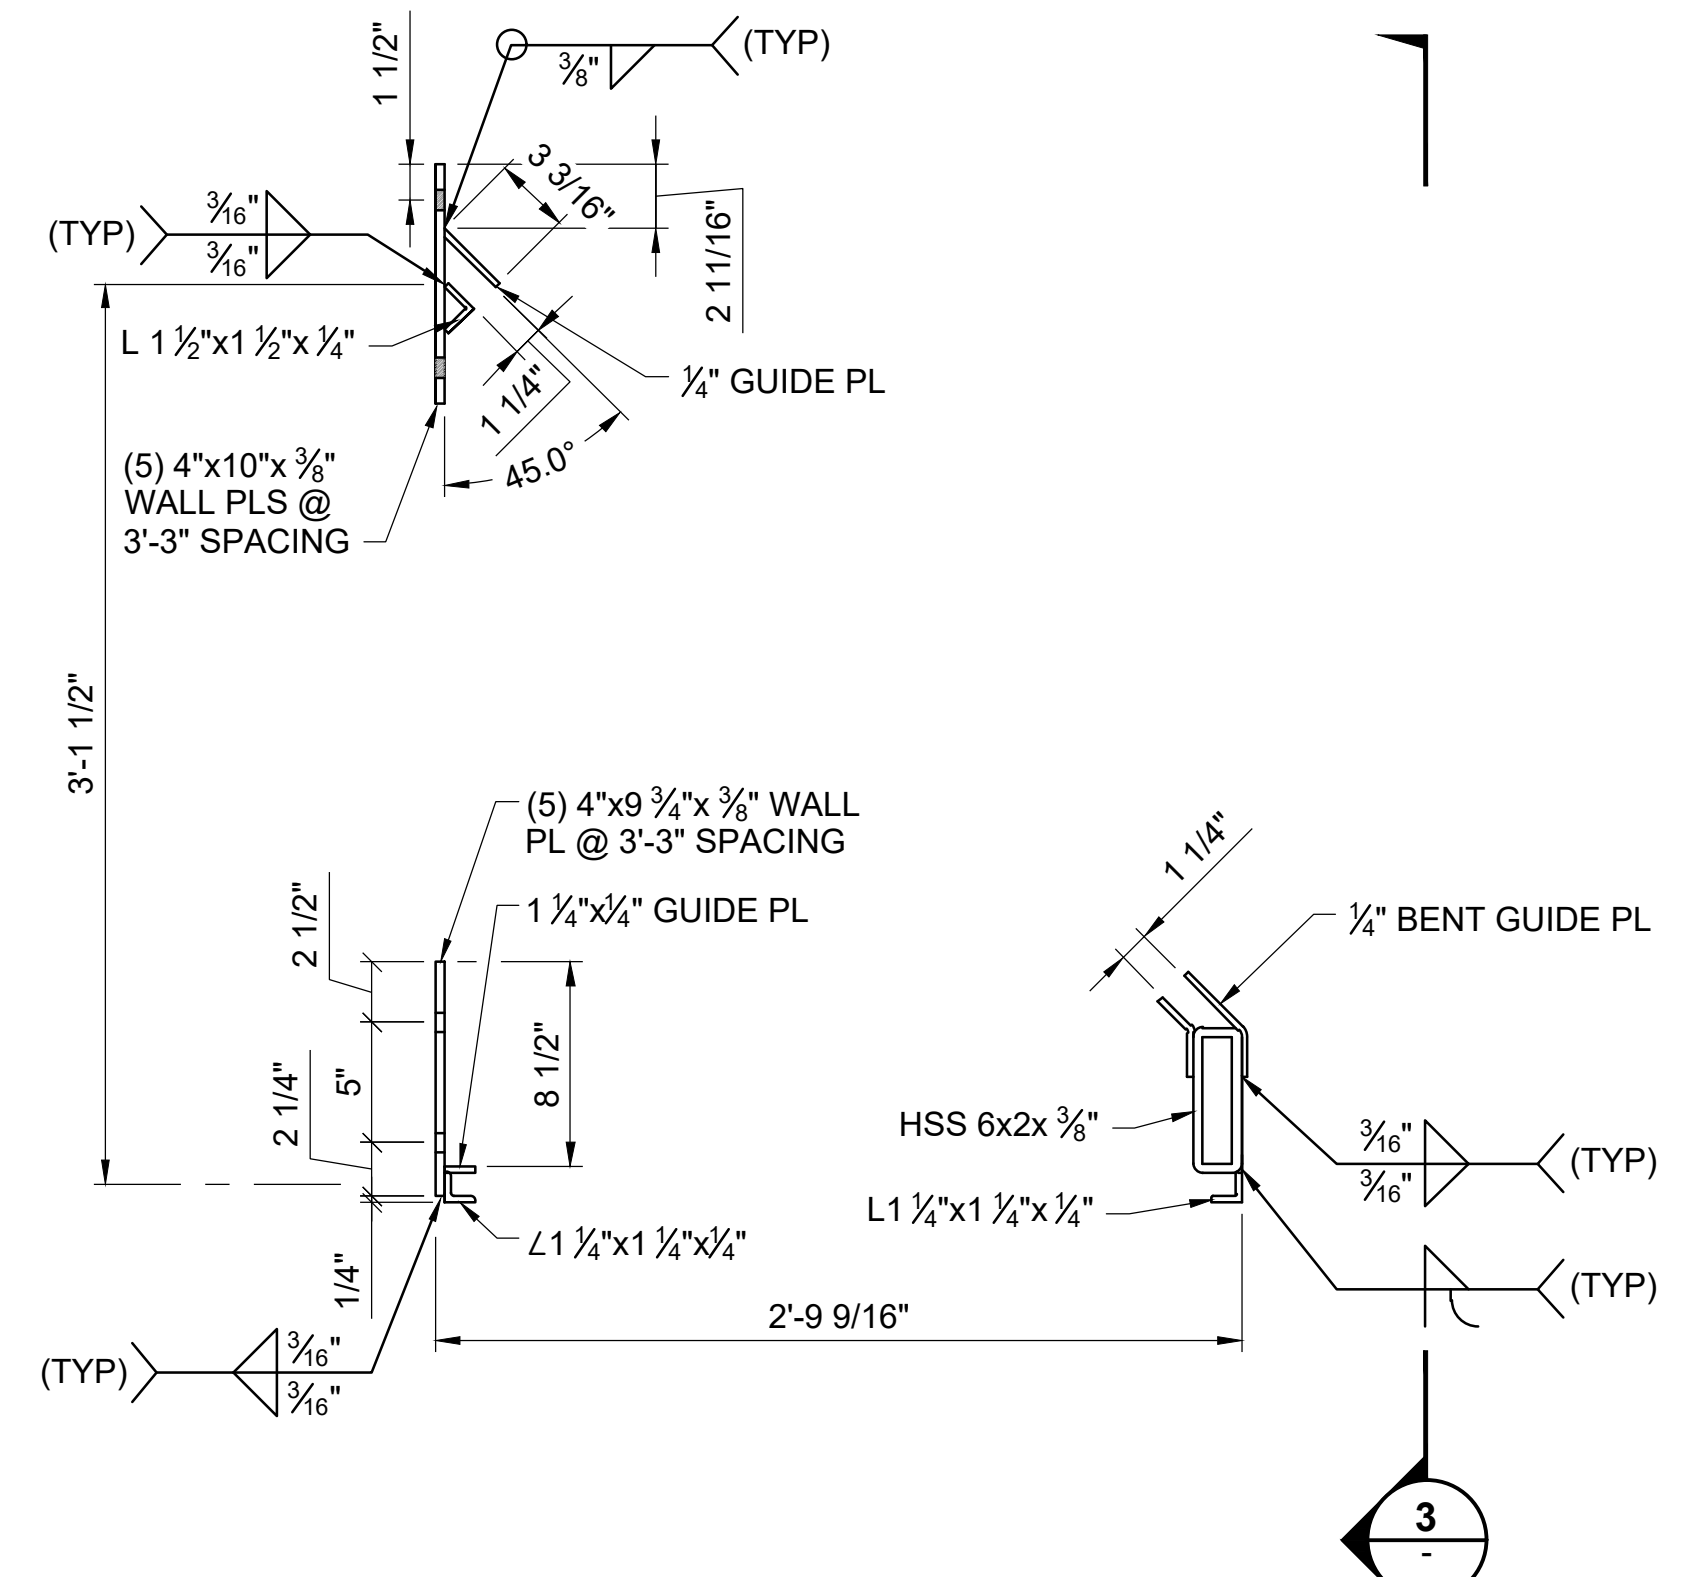 1 1/2"
3/8"
(TYP)
3 3/16"
2 11/16"
(TYP)
3/16"
3/16"
L 1 1/2"x1 1/2"x 1/4"
1/4" GUIDE PL
1 1/4"
45.0°
(5) 4"x10"x 3/8"
WALL PLS @
3'-3" SPACING
3'-1 1/2"
(5) 4"x9 3/4"x 3/8" WALL
PL @ 3'-3" SPACING
1 1/4"x1/4" GUIDE PL
2 1/2"
5"
2 1/4"
1/4"
8 1/2"
∠1 1/4"x1 1/4"x1/4"
2'-9 9/16"
(TYP)
3/16"
3/16"
1 1/4"
1/4" BENT GUIDE PL
HSS 6x2x 3/8"
3/16"
3/16"
(TYP)
L1 1/4"x1 1/4"x 1/4"
(TYP)
3
-